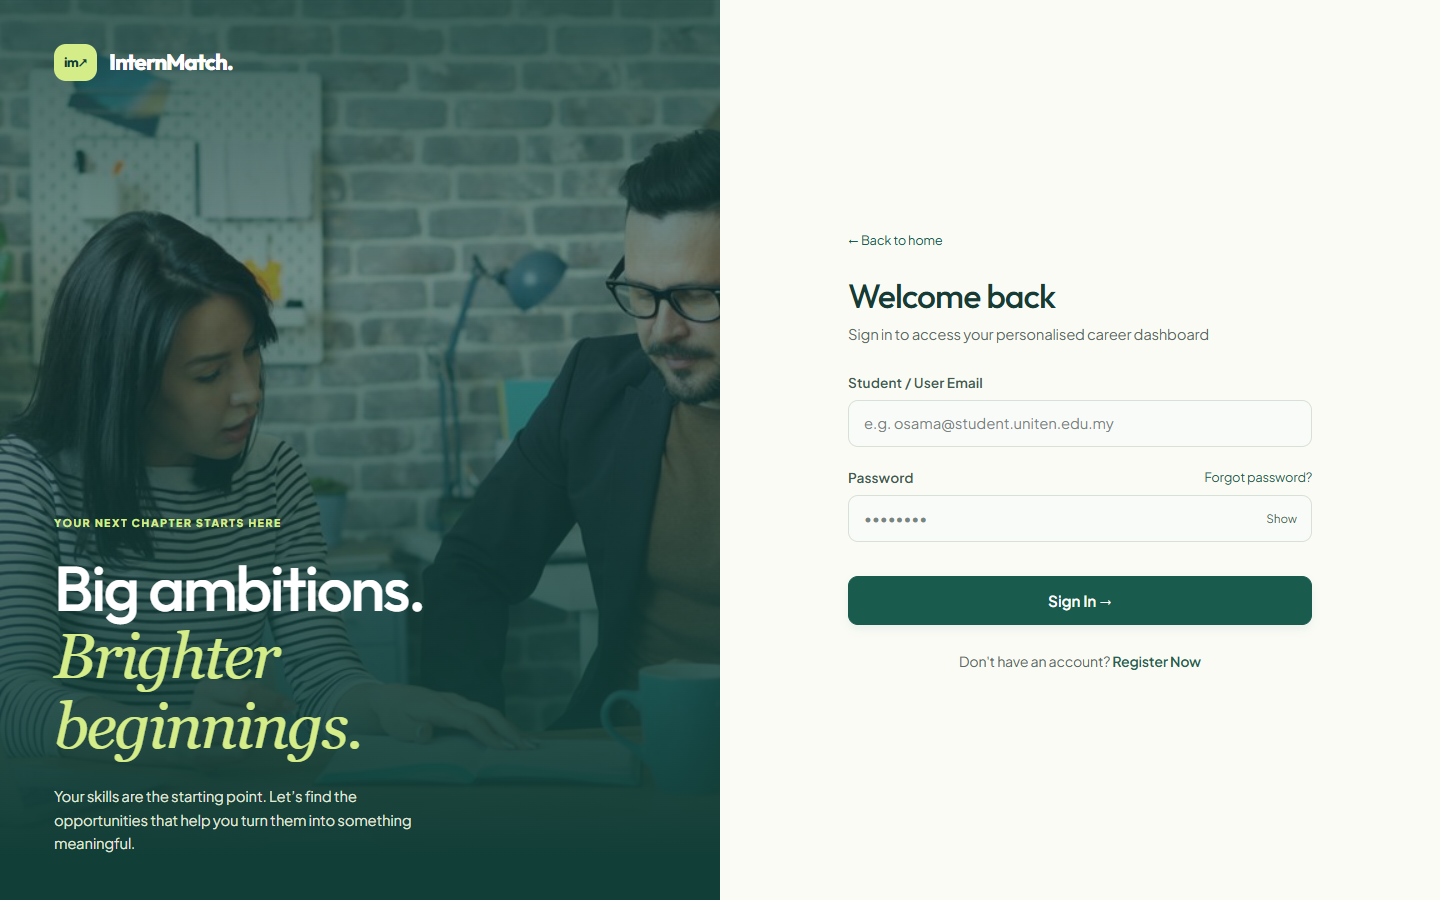 im↗ InternMatch.
YOUR NEXT CHAPTER STARTS HERE
Big ambitions.
Brighter
beginnings.
Your skills are the starting point. Let's find the
opportunities that help you turn them into something
meaningful.
← Back to home
Welcome back
Sign in to access your personalised career dashboard
Student / User Email
e.g. osama@student.uniten.edu.my
Password Forgot password?
•••••••• Show
Sign In →
Don't have an account? Register Now